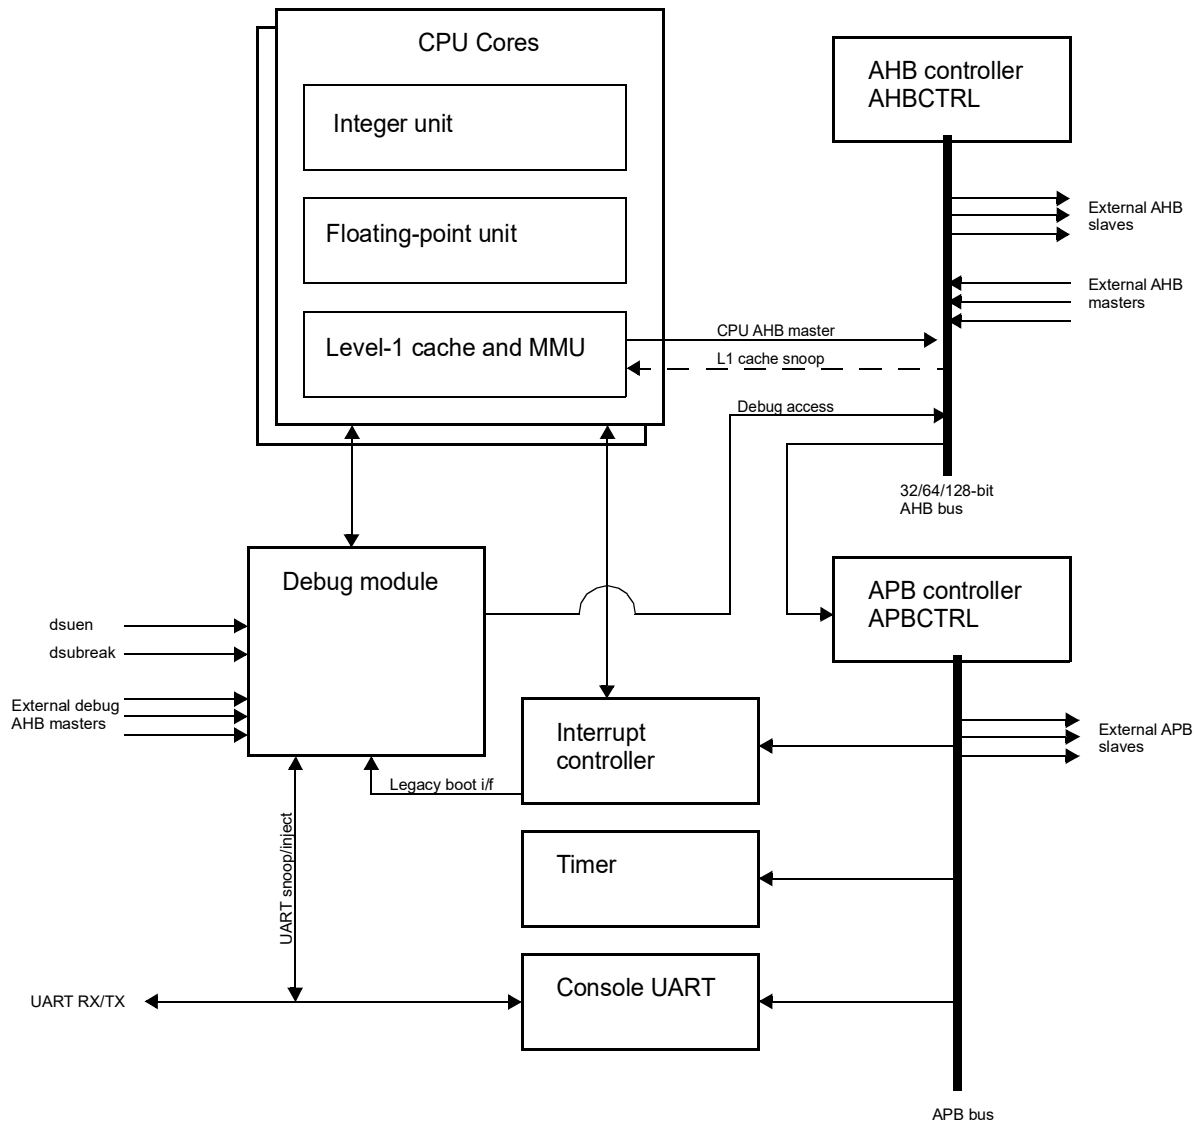 CPU Cores
Integer unit
Floating-point unit
Level-1 cache and MMU
AHB controller
AHBCTRL
External AHB
slaves
External AHB
masters
CPU AHB master
L1 cache snoop
Debug access
32/64/128-bit
AHB bus
Debug module
dsuen
dsubreak
External debug
AHB masters
APB controller
APBCTRL
External APB
slaves
Interrupt
controller
Legacy boot i/f
Timer
UART snoop/inject
Console UART
UART RX/TX
APB bus